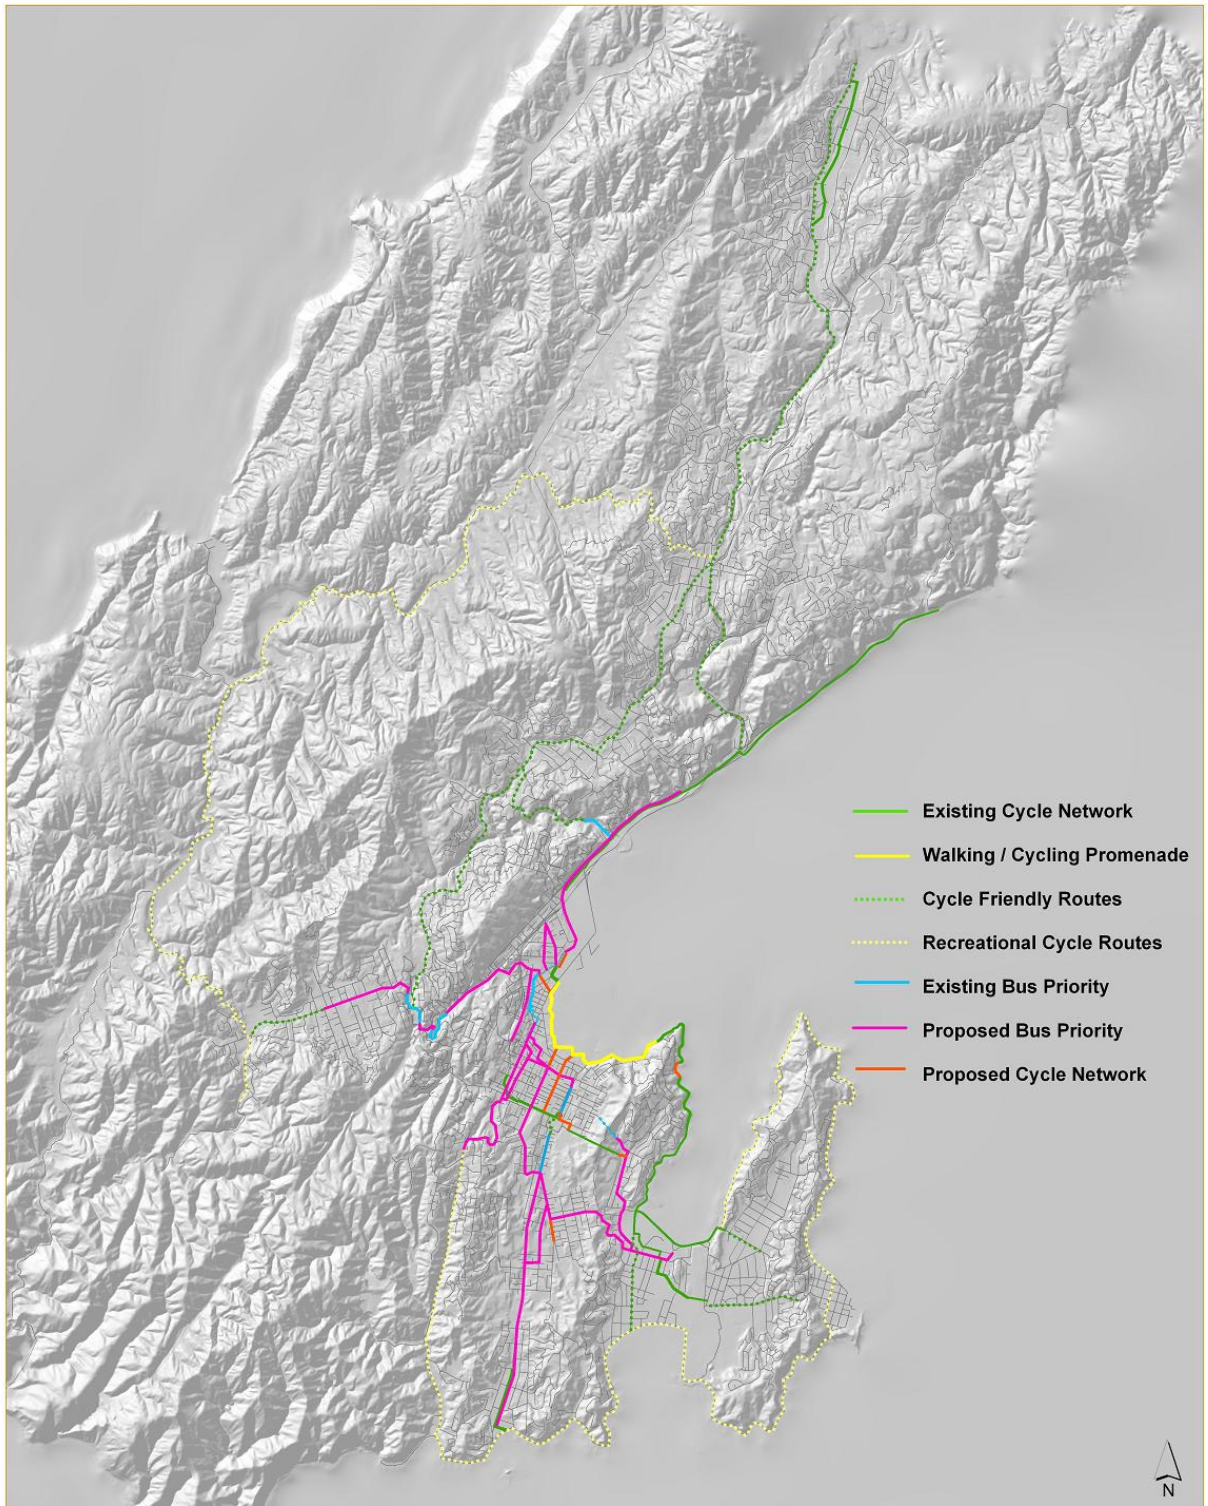 Existing Cycle Network
Walking / Cycling Promenade
Cycle Friendly Routes
Recreational Cycle Routes
Existing Bus Priority
Proposed Bus Priority
Proposed Cycle Network
N